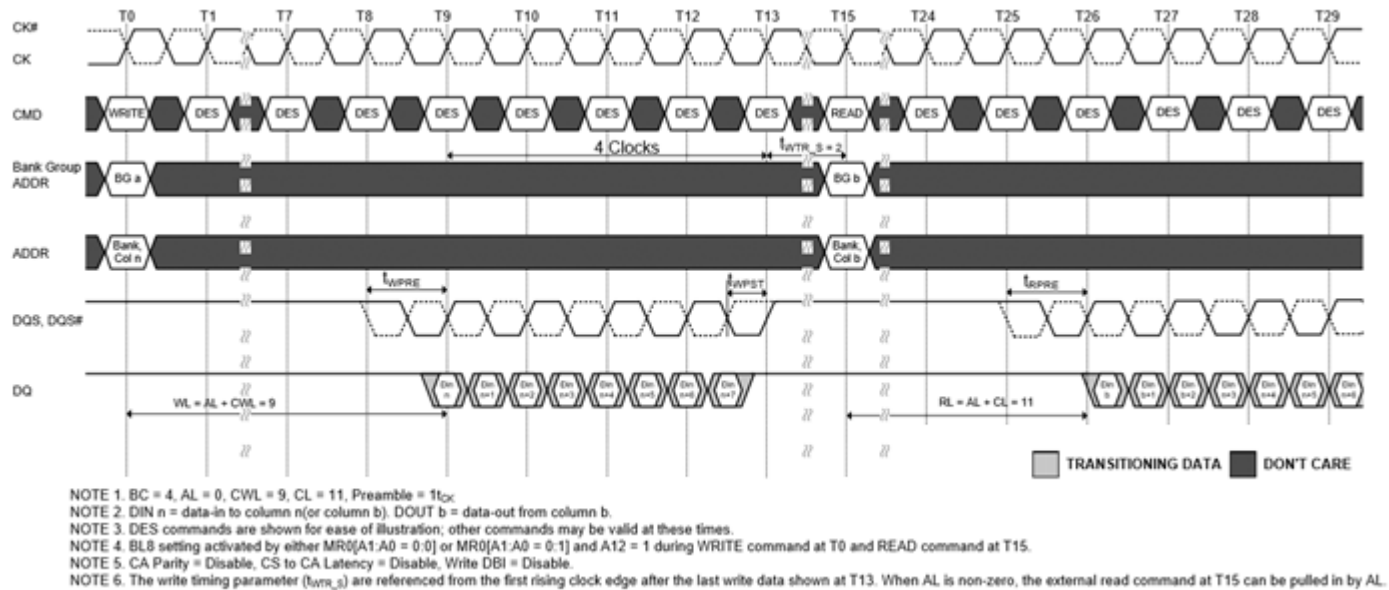 T0 T1 T7 T8 T9 T10 T11 T12 T13 T15 T24 T25 T26 T27 T28 T29
CK#
CK
CMD WRITE DES DES DES DES DES DES DES DES READ DES DES DES DES DES DES
4 Clocks tWTR_S = 2
Bank Group
ADDR
BG a BG b
ADDR
Bank, Col n
Bank, Col b
tWPRE tWPST tRPRE
DQS, DQS#
DQ
Din n Din n+1 Din n+2 Din n+3 Din n+4 Din n+5 Din n+6 Din n+7 Din b Din b+1 Din b+2 Din n+3 Din n+4 Din n+5 Din n+6
WL = AL + CWL = 9 RL = AL + CL = 11
TRANSITIONING DATA DON'T CARE
NOTE 1. BC = 4, AL = 0, CWL = 9, CL = 11, Preamble = 1tCK
NOTE 2. DIN n = data-in to column n(or column b). DOUT b = data-out from column b.
NOTE 3. DES commands are shown for ease of illustration; other commands may be valid at these times.
NOTE 4. BL8 setting activated by either MR0[A1:A0 = 0:0] or MR0[A1:A0 = 0:1] and A12 = 1 during WRITE command at T0 and READ command at T15.
NOTE 5. CA Parity = Disable, CS to CA Latency = Disable, Write DBI = Disable.
NOTE 6. The write timing parameter (tWTR_S) are referenced from the first rising clock edge after the last write data shown at T13. When AL is non-zero, the external read command at T15 can be pulled in by AL.